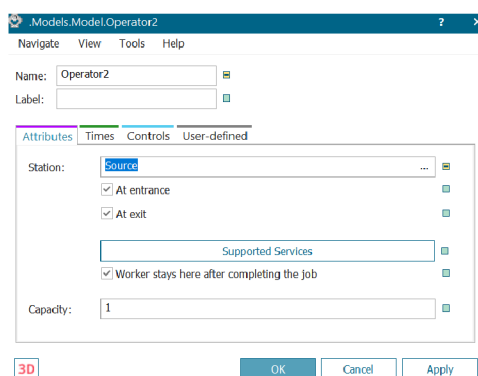 .Models.Model.Operator2 ? ×
Navigate View Tools Help
Name: Operator2
Label:
Attributes Times Controls User-defined
Station: Source ...
At entrance
At exit
Supported Services
Worker stays here after completing the job
Capacity: 1
3D OK Cancel Apply